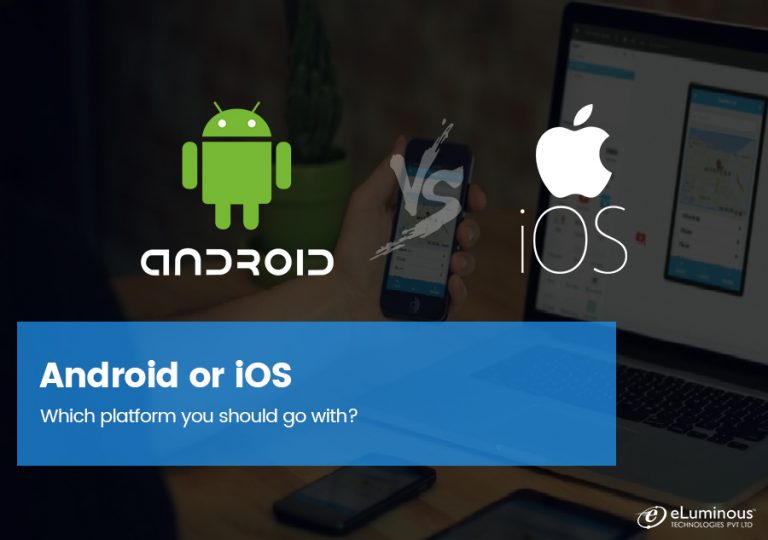 ANDROID
VS
iOS
Android or iOS
Which platform you should go with?
eLuminous
TECHNOLOGIES PVT LTD